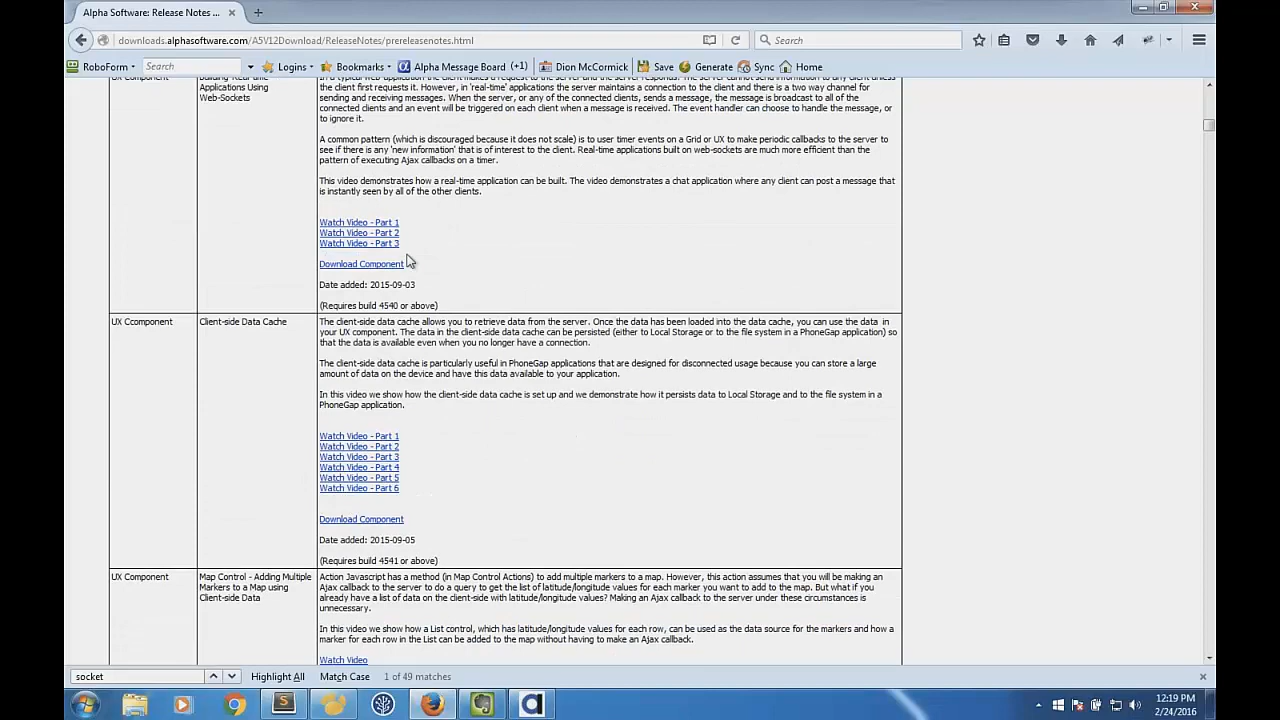 Alpha Software: Release Notes ...
downloads.alphasoftware.com/A5V12Download/ReleaseNotes/prereleasenotes.html
Search
RoboForm
Search
Logins
Bookmarks
Alpha Message Board (+1)
Dion McCormick
Save
Generate
Sync
Home
UX Component
Building 'Real-time'
Applications Using
Web-Sockets
In a typical web application the client makes a request to the server and the server responds. The server cannot send information to any client unless
the client first requests it. However, in 'real-time' applications the server maintains a connection to the client and there is a two way channel for
sending and receiving messages. When the server, or any of the connected clients, sends a message, the message is broadcast to all of the
connected clients and an event will be triggered on each client when a message is received. The event handler can choose to handle the message, or
to ignore it.
A common pattern (which is discouraged because it does not scale) is to user timer events on a Grid or UX to make periodic callbacks to the server to
see if there is any 'new information' that is of interest to the client. Real-time applications built on web-sockets are much more efficient than the
pattern of executing Ajax callbacks on a timer.
This video demonstrates how a real-time application can be built. The video demonstrates a chat application where any client can post a message that
is instantly seen by all of the other clients.
Watch Video - Part 1
Watch Video - Part 2
Watch Video - Part 3
Download Component
Date added: 2015-09-03
(Requires build 4540 or above)
UX Ccomponent
Client-side Data Cache
The client-side data cache allows you to retrieve data from the server. Once the data has been loaded into the data cache, you can use the data in
your UX component. The data in the client-side data cache can be persisted (either to Local Storage or to the file system in a PhoneGap application) so
that the data is available even when you no longer have a connection.
The client-side data cache is particularly useful in PhoneGap applications that are designed for disconnected usage because you can store a large
amount of data on the device and have this data available to your application.
In this video we show how the client-side data cache is set up and we demonstrate how it persists data to Local Storage and to the file system in a
PhoneGap application.
Watch Video - Part 1
Watch Video - Part 2
Watch Video - Part 3
Watch Video - Part 4
Watch Video - Part 5
Watch Video - Part 6
Download Component
Date added: 2015-09-05
(Requires build 4541 or above)
UX Component
Map Control - Adding Multiple
Markers to a Map using
Client-side Data
Action Javascript has a method (in Map Control Actions) to add multiple markers to a map. However, this action assumes that you will be making an
Ajax callback to the server to do a query to get the list of latitude/longitude values for each marker you want to add to the map. But what if you
already have a list of data on the client-side with latitude/longitude values? Making an Ajax callback to the server under these circumstances is
unnecessary.
In this video we show how a List control, which has latitude/longitude values for each row, can be used as the data source for the markers and how a
marker for each row in the List can be added to the map without having to make an Ajax callback.
Watch Video
socket
Highlight All
Match Case
1 of 49 matches
12:19 PM
2/24/2016